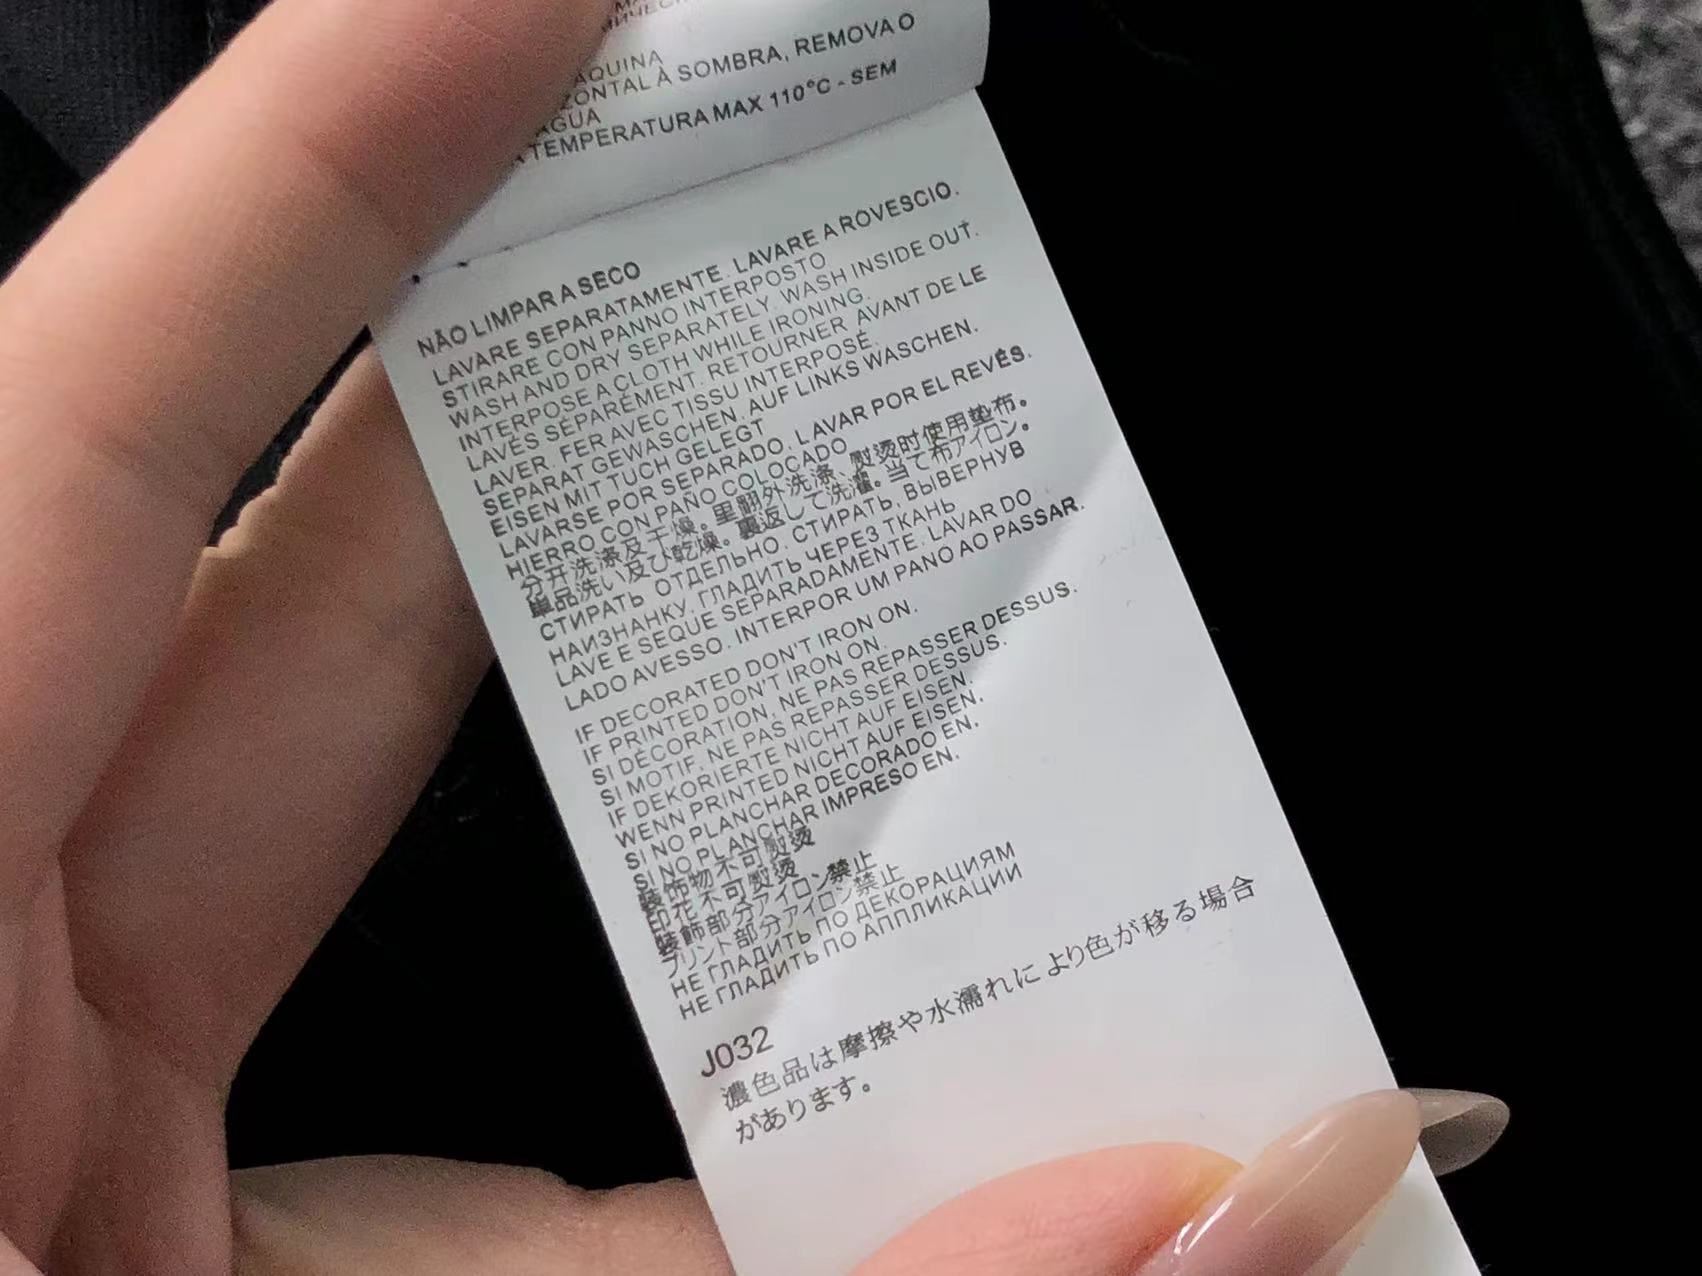 AQUINA
ZONTAL À SOMBRA, REMOVA O
AGUA
TEMPERATURA MAX 110°C - SEM
NÃO LIMPAR A SECO
LAVARE SEPARATAMENTE. LAVARE A ROVESCIO.
STIRARE CON PANNO INTERPOSTO
WASH AND DRY SEPARATELY. WASH INSIDE OUT.
INTERPOSE A CLOTH WHILE IRONING.
LAVÉS SÉPARÉMENT. RETOURNER AVANT DE LE
LAVER. FER AVEC TISSU INTERPOSÉ.
SEPARAT GEWASCHEN. AUF LINKS WASCHEN.
EISEN MIT TUCH GELEGT
LAVARSE POR SEPARADO. LAVAR POR EL REVÉS.
HIERRO CON PAÑO COLOCADO
分开洗涤及干燥。里翻外洗涤、熨烫时使用垫布。
単品洗い及び乾燥。裏返して洗濯。当て布アイロン。
СТИРАТЬ ОТДЕЛЬНО. СТИРАТЬ, ВЫВЕРНУВ
НАИЗНАНКУ. ГЛАДИТЬ ЧЕРЕЗ ТКАНЬ
LAVE E SEQUE SEPARADAMENTE. LAVAR DO
LADO AVESSO. INTERPOR UM PANO AO PASSAR.
IF DECORATED DON'T IRON ON.
IF PRINTED DON'T IRON ON.
SI DÉCORATION, NE PAS REPASSER DESSUS.
SI MOTIF, NE PAS REPASSER DESSUS.
IF DEKORIERTE NICHT AUF EISEN.
WENN PRINTED NICHT AUF EISEN.
SI NO PLANCHAR DECORADO EN.
SI NO PLANCHAR IMPRESO EN.
装饰物不可熨烫
印花不可熨烫
装飾部分アイロン禁止
プリント部分アイロン禁止
НЕ ГЛАДИТЬ ПО ДЕКОРАЦИЯМ
НЕ ГЛАДИТЬ ПО АППЛИКАЦИИ
J032
濃色品は摩擦や水濡れにより色が移る場合
があります。